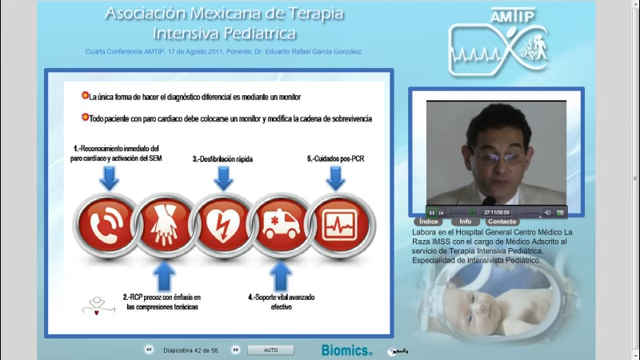 Asociación Mexicana de Terapia
Intensiva Pediatrica
Cuarta Conferencia AMTIP, 17 de Agosto 2011, Ponente: Dr. Eduardo Rafael García González.
AMTIP
La única forma de hacer el diagnóstico diferencial es mediante un monitor
Todo paciente con paro cardiaco debe colocarse un monitor y modifica la cadena de sobrevivencia
1.-Reconocimiento inmediato del
paro cardiaco y activación del SEM
3.-Desfibrilación rápida
5.-Cuidados pos-PCR
2.-RCP precoz con énfasis en
las compresiones torácicas
4.-Soporte vital avanzado
efectivo
27:11/56:09
Índice
Info
Contacto
Labora en el Hospital General Centro Médico La
Raza IMSS con el cargo de Médico Adscrito al
servicio de Terapia Intensiva Pediátrica.
Especialidad de Intensivista Pediátrico.
Diapositiva 42 de 56.
AUTO
Biomics